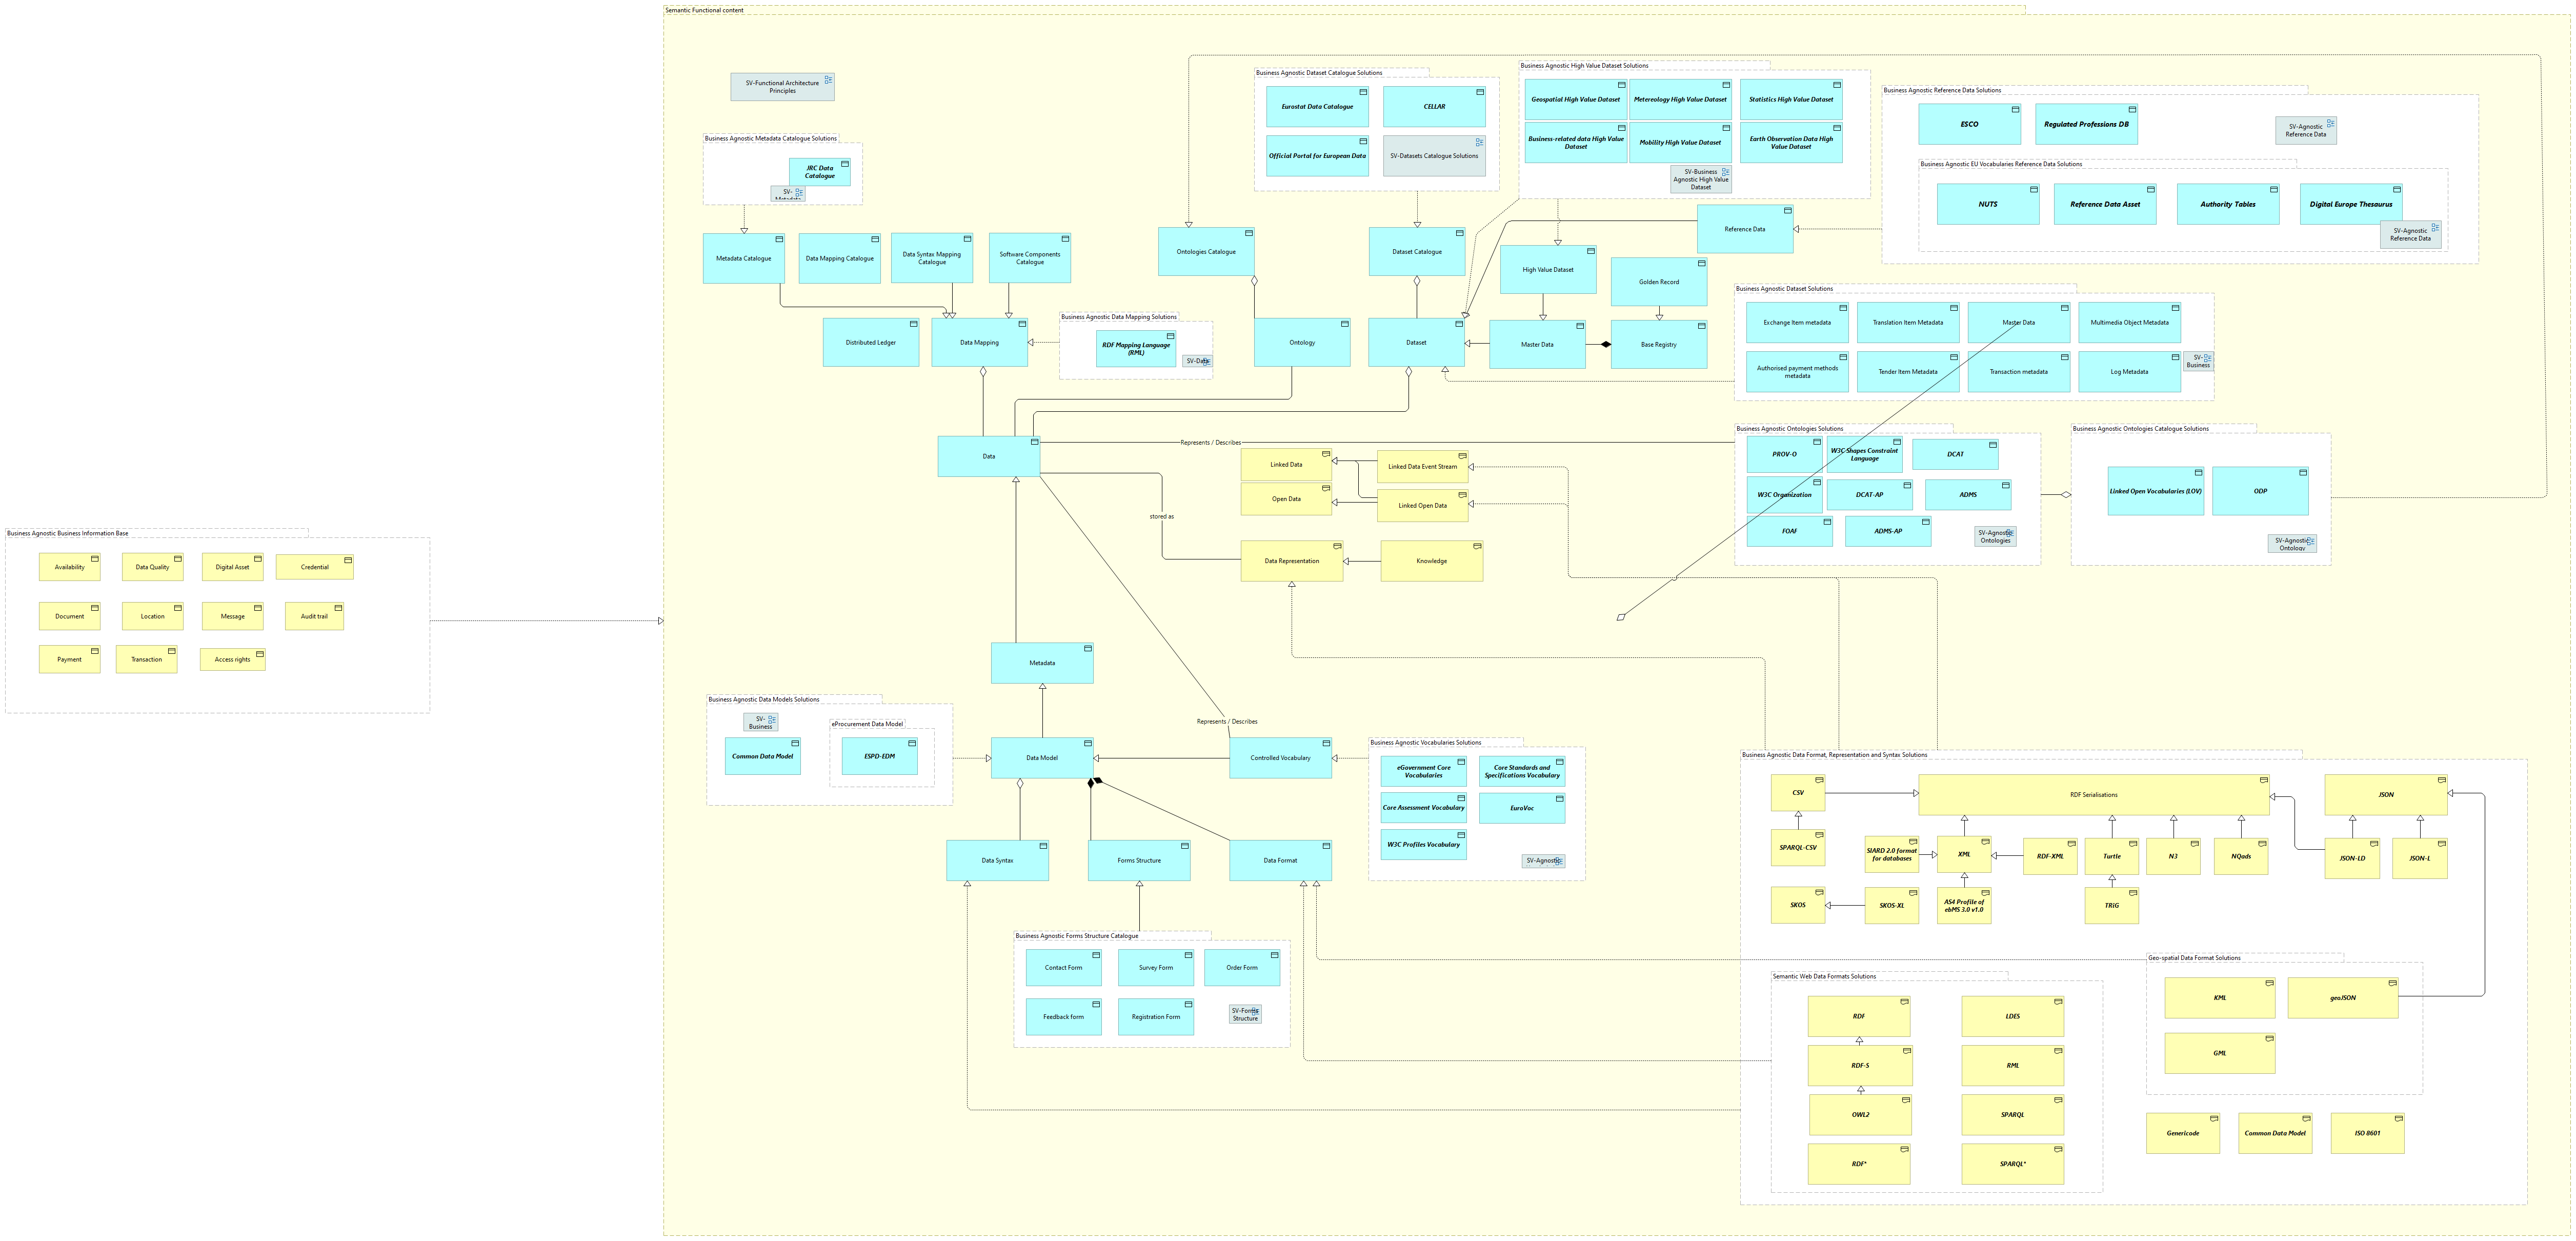 Semantic Functional content
SV-Functional Architecture
Principles
Business Agnostic Metadata Catalogue Solutions
JRC Data
Catalogue
SV-
Metadata Catalogue
Data Mapping Catalogue
Data Syntax Mapping
Catalogue
Software Components
Catalogue
Distributed Ledger
Data Mapping
Business Agnostic Data Mapping Solutions
RDF Mapping Language
(RML)
Ontologies Catalogue
Ontology
Business Agnostic Dataset Catalogue Solutions
Eurostat Data Catalogue
CELLAR
Official Portal for European Data
SV-Datasets Catalogue Solutions
Dataset Catalogue
Dataset
Business Agnostic High Value Dataset Solutions
Geospatial High Value Dataset
Metereology High Value Dataset
Statistics High Value Dataset
Business-related data High Value
Dataset
Mobility High Value Dataset
Earth Observation Data High
Value Dataset
SV-Business
Agnostic High Value
Dataset
High Value Dataset
Master Data
Reference Data
Golden Record
Base Registry
Business Agnostic Reference Data Solutions
ESCO
Regulated Professions DB
SV-Agnostic
Reference Data
Business Agnostic EU Vocabularies Reference Data Solutions
NUTS
Reference Data Asset
Authority Tables
Digital Europe Thesaurus
SV-Agnostic
Reference Data
Business Agnostic Dataset Solutions
Exchange Item metadata
Translation Item Metadata
Master Data
Multimedia Object Metadata
Authorised payment methods
metadata
Tender Item Metadata
Transaction metadata
Log Metadata
SV-
Business
Data
Represents / Describes
stored as
Linked Data
Linked Data Event Stream
Open Data
Linked Open Data
Data Representation
Knowledge
Business Agnostic Ontologies Solutions
PROV-O
W3C Shapes Constraint
Language
DCAT
W3C Organization
DCAT-AP
ADMS
FOAF
ADMS-AP
SV-Agnostic
Ontologies
Business Agnostic Ontologies Catalogue Solutions
Linked Open Vocabularies (LOV)
ODP
SV-Agnostic
Ontology
Business Agnostic Business Information Base
Availability
Data Quality
Digital Asset
Credential
Document
Location
Message
Audit trail
Payment
Transaction
Access rights
Metadata
Business Agnostic Data Models Solutions
SV-
Business
Common Data Model
eProcurement Data Model
ESPD-EDM
Data Model
Represents / Describes
Controlled Vocabulary
Business Agnostic Vocabularies Solutions
eGovernment Core
Vocabularies
Core Standards and
Specifications Vocabulary
Core Assessment Vocabulary
EuroVoc
W3C Profiles Vocabulary
SV-Agnostic
Data Syntax
Forms Structure
Data Format
Business Agnostic Forms Structure Catalogue
Contact Form
Survey Form
Order Form
Feedback form
Registration Form
SV-Forms
Structure
Business Agnostic Data Format, Representation and Syntax Solutions
CSV
RDF Serialisations
JSON
SPARQL-CSV
SIARD 2.0 format
for databases
XML
RDF-XML
Turtle
N3
NQads
JSON-LD
JSON-L
SKOS
SKOS-XL
AS4 Profile of
ebMS 3.0 v1.0
TRiG
Geo-spatial Data Format Solutions
KML
geoJSON
GML
Semantic Web Data Formats Solutions
RDF
LDES
RDF-S
RML
OWL2
SPARQL
RDF*
SPARQL*
Genericode
Common Data Model
ISO 8601